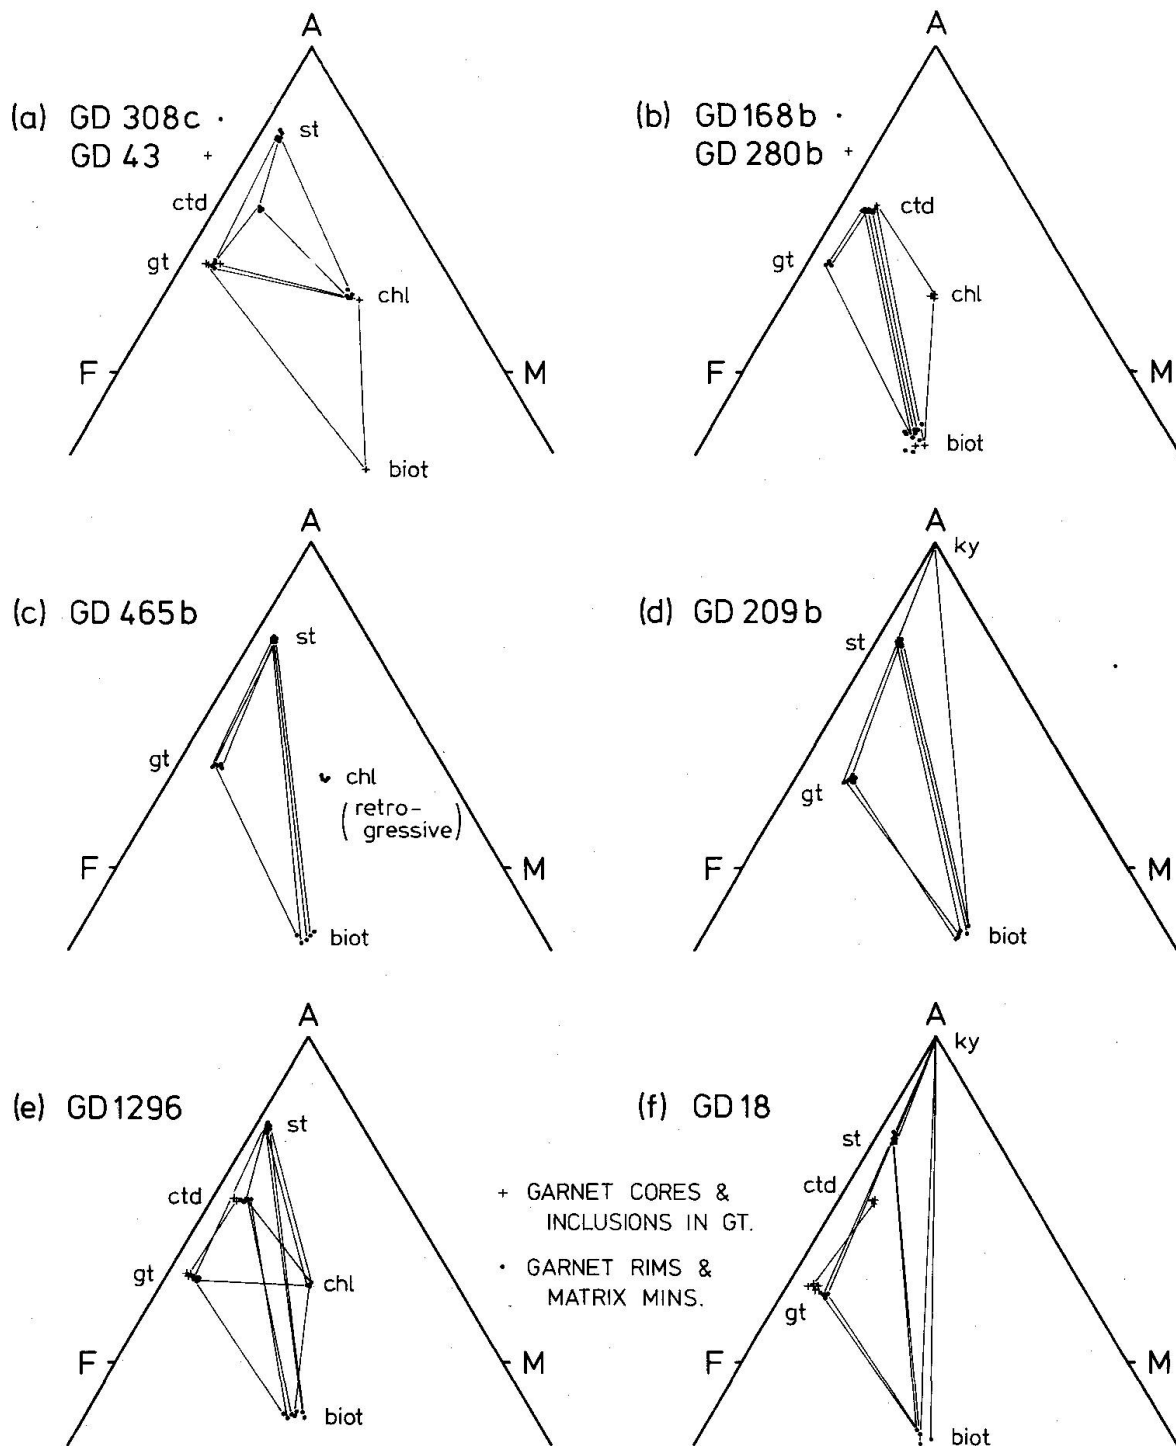 A
(a) GD 308c •
GD 43 +
st
ctd
gt
chl
F
M
biot
A
(b) GD 168b •
GD 280b +
ctd
gt
chl
F
M
biot
A
(c) GD 465b
st
gt
chl
(retro-
gressive)
F
M
biot
A
ky
(d) GD 209b
st
gt
F
M
biot
A
(e) GD 1296
st
ctd
gt
chl
F
M
biot
+ GARNET CORES &
INCLUSIONS IN GT.
• GARNET RIMS &
MATRIX MINS.
A
ky
(f) GD 18
st
ctd
gt
F
M
biot